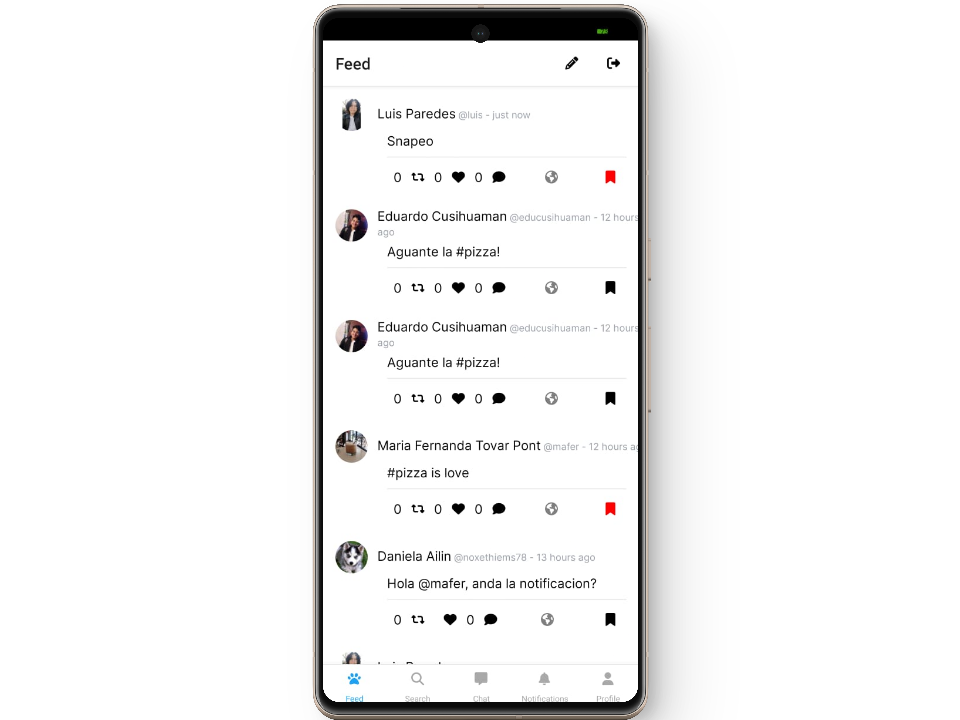 Feed
Luis Paredes @luis - just now
Snapeo
0 0 0
Eduardo Cusihuaman @educusihuaman - 12 hours
ago
Aguante la #pizza!
0 0 0
Eduardo Cusihuaman @educusihuaman - 12 hours
ago
Aguante la #pizza!
0 0 0
Maria Fernanda Tovar Pont @mafer - 12 hours
#pizza is love
0 0 0
Daniela Ailin @noxethiems78 - 13 hours ago
Hola @mafer, anda la notificacion?
0 0
Feed Search Chat Notifications Profile